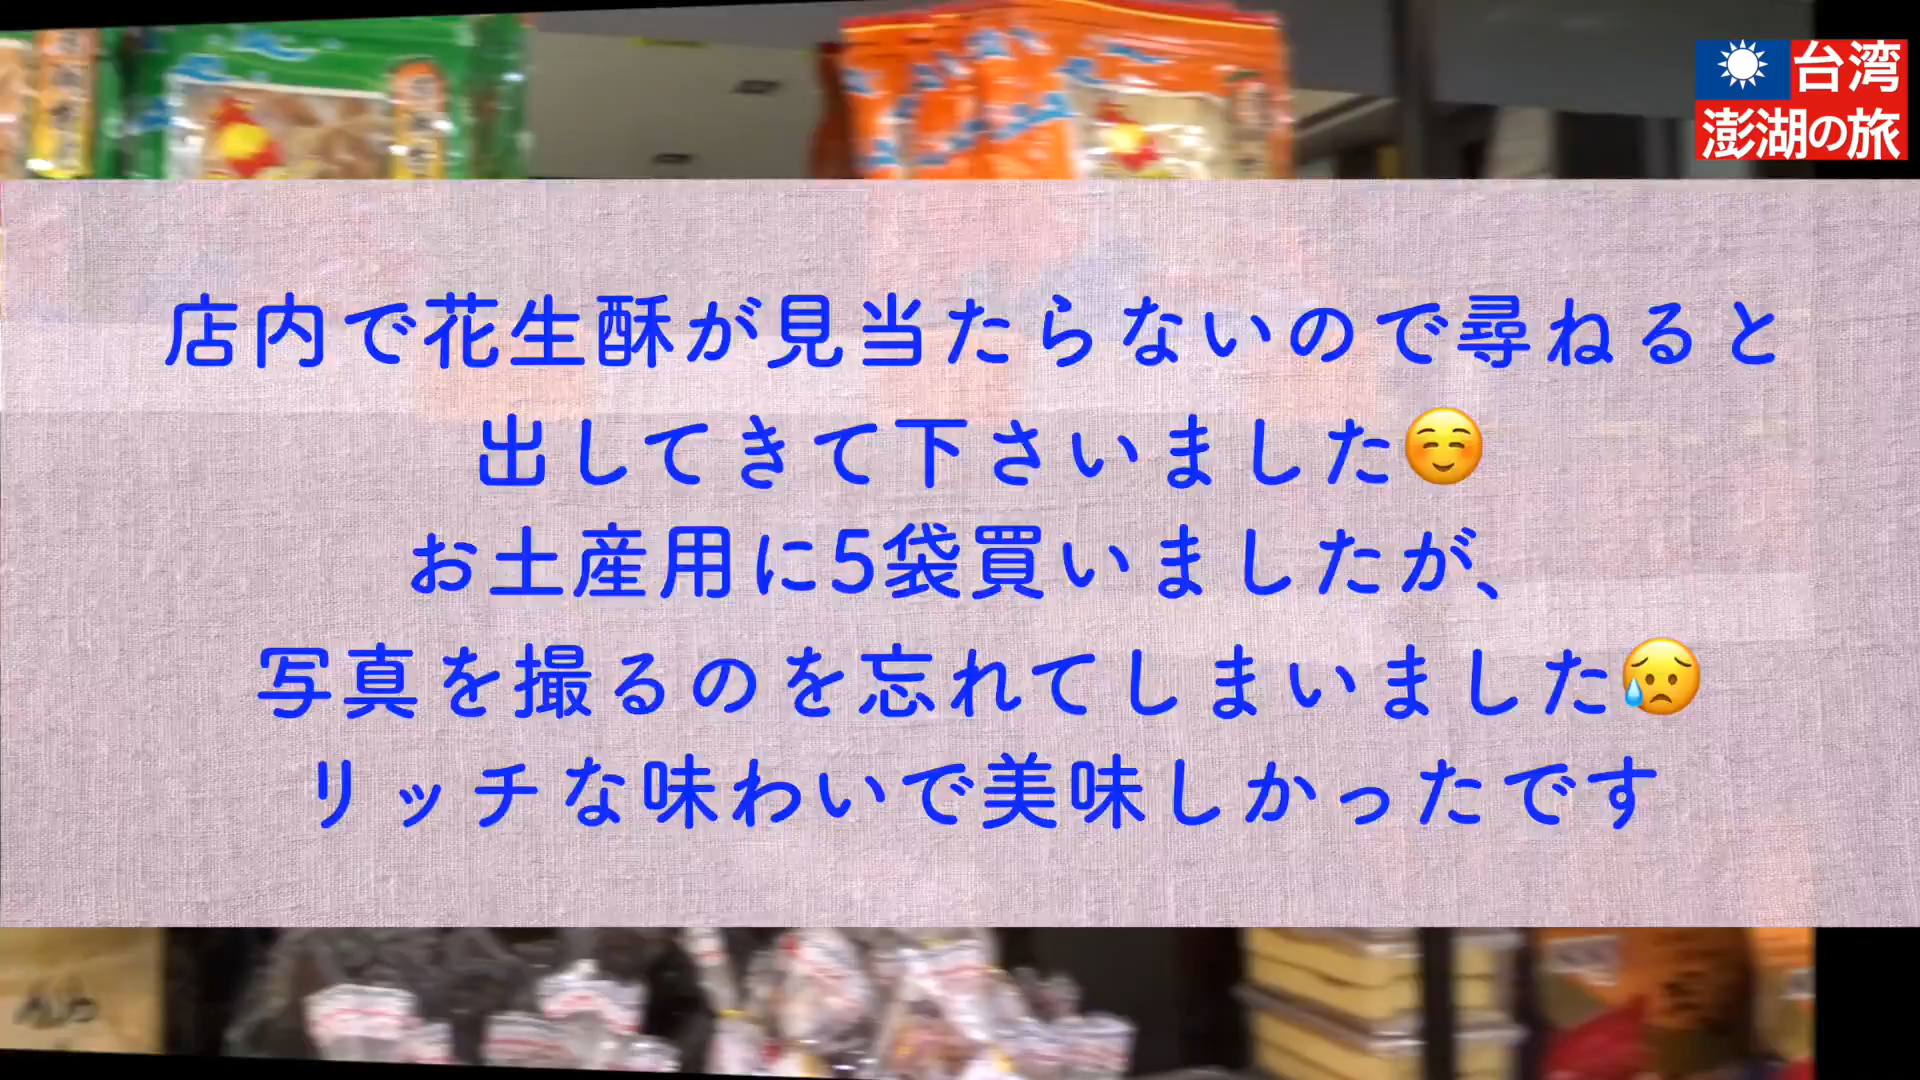 台湾
澎湖の旅
店内で花生酥が見当たらないので尋ねると
出してきて下さいました☺️
お土産用に5袋買いましたが、
写真を撮るのを忘れてしまいました😥
リッチな味わいで美味しかったです